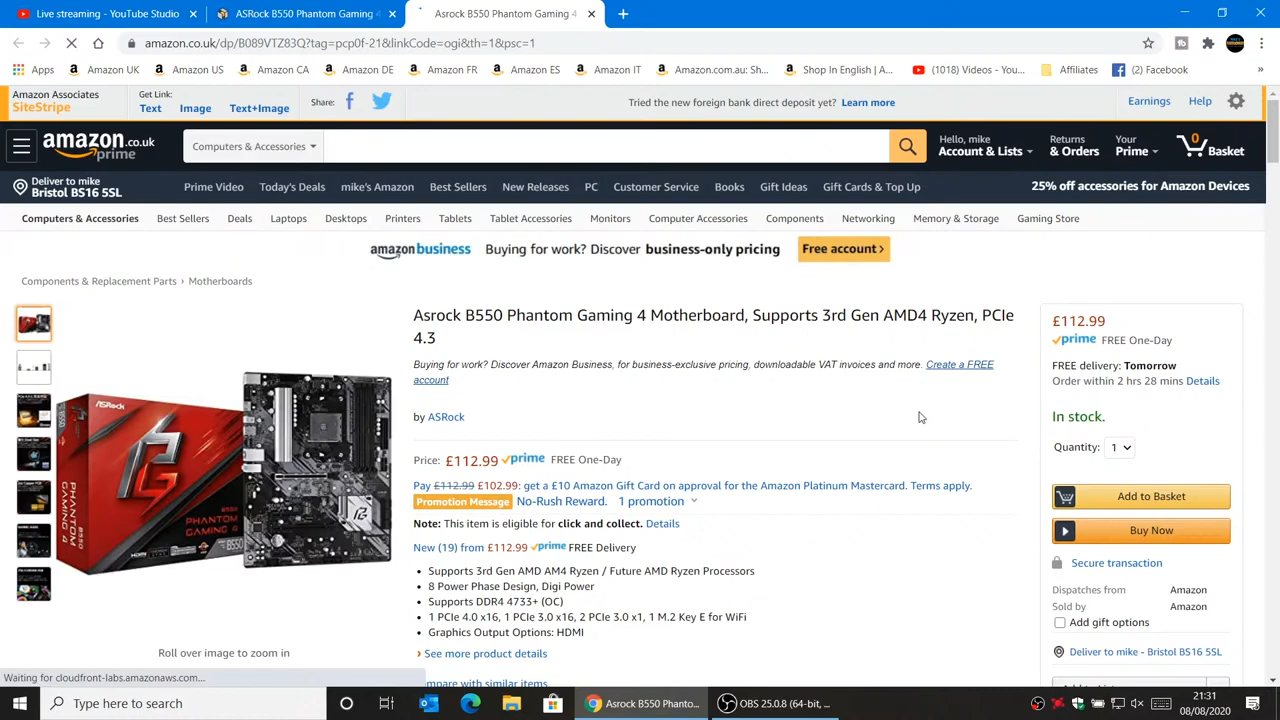 Live streaming - YouTube Studio
ASRock B550 Phantom Gaming 4
Asrock B550 Phantom Gaming 4
amazon.co.uk/dp/B089VTZ83Q?tag=pcp0f-21&linkCode=ogi&th=1&psc=1
Apps
Amazon UK
Amazon US
Amazon CA
Amazon DE
Amazon FR
Amazon ES
Amazon IT
Amazon.com.au: Sh...
Shop In English | A...
(1018) Videos - You...
Affiliates
(2) Facebook
»
Amazon Associates
SiteStripe
Get Link:
Text
Image
Text+Image
Share:
Tried the new foreign bank direct deposit yet? Learn more
Earnings
Help
amazon.co.uk
prime
Computers & Accessories
Hello, mike
Account & Lists
Returns
& Orders
Your
Prime
0
Basket
Deliver to mike
Bristol BS16 5SL
Prime Video
Today's Deals
mike's Amazon
Best Sellers
New Releases
PC
Customer Service
Books
Gift Ideas
Gift Cards & Top Up
25% off accessories for Amazon Devices
Computers & Accessories
Best Sellers
Deals
Laptops
Desktops
Printers
Tablets
Tablet Accessories
Monitors
Computer Accessories
Components
Networking
Memory & Storage
Gaming Store
amazon business Buying for work? Discover business-only pricing
Free account ›
Components & Replacement Parts › Motherboards
ASRock
PHANTOM GAMING 4
B550
PHANTOM
GAMING 4
HDMI
B550
Roll over image to zoom in
Asrock B550 Phantom Gaming 4 Motherboard, Supports 3rd Gen AMD4 Ryzen, PCIe
4.3
Buying for work? Discover Amazon Business, for business-exclusive pricing, downloadable VAT invoices and more. Create a FREE
account
by ASRock
Price: £112.99 prime FREE One-Day
Pay £112.99 £102.99: get a £10 Amazon Gift Card on approval for the Amazon Platinum Mastercard. Terms apply.
Promotion Message No-Rush Reward. 1 promotion
Note: This item is eligible for click and collect. Details
New (19) from £112.99 prime FREE Delivery
• Supports 3rd Gen AMD AM4 Ryzen / Future AMD Ryzen Processors
• 8 Power Phase Design, Digi Power
• Supports DDR4 4733+ (OC)
• 1 PCIe 4.0 x16, 1 PCIe 3.0 x16, 2 PCIe 3.0 x1, 1 M.2 Key E for WiFi
• Graphics Output Options: HDMI
› See more product details
Compare with similar items
£112.99
prime FREE One-Day
FREE delivery: Tomorrow
Order within 2 hrs 28 mins Details
In stock.
Quantity: 1
Add to Basket
Buy Now
Secure transaction
Dispatches from Amazon
Sold by Amazon
Add gift options
Deliver to mike - Bristol BS16 5SL
Waiting for cloudfront-labs.amazonaws.com...
Type here to search
Asrock B550 Phanto...
OBS 25.0.8 (64-bit, ...
21:31
08/08/2020